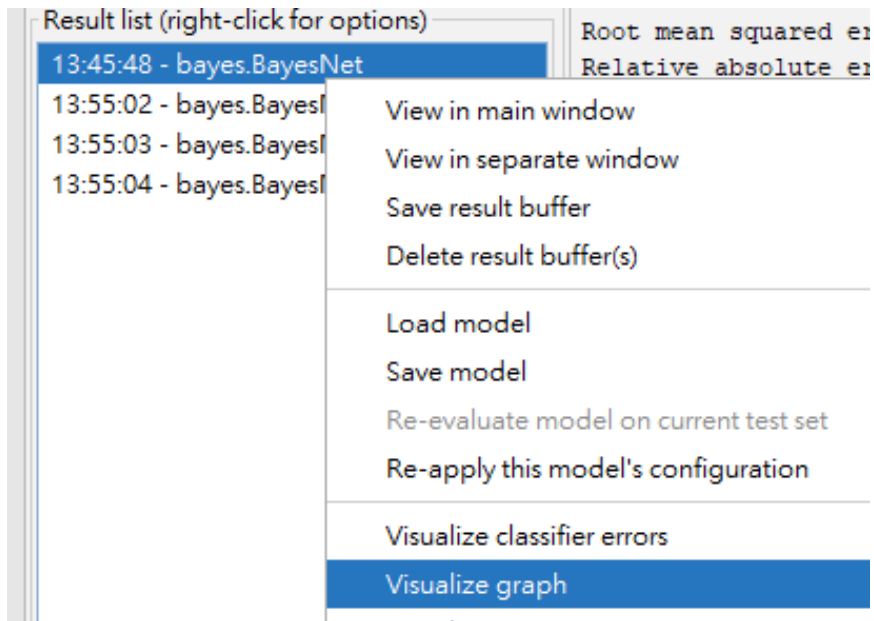 Result list (right-click for options)
13:45:48 - bayes.BayesNet
13:55:02 - bayes.Bayes
13:55:03 - bayes.Bayes
13:55:04 - bayes.Bayes
Root mean squared er
Relative absolute er
View in main window
View in separate window
Save result buffer
Delete result buffer(s)
Load model
Save model
Re-evaluate model on current test set
Re-apply this model's configuration
Visualize classifier errors
Visualize graph